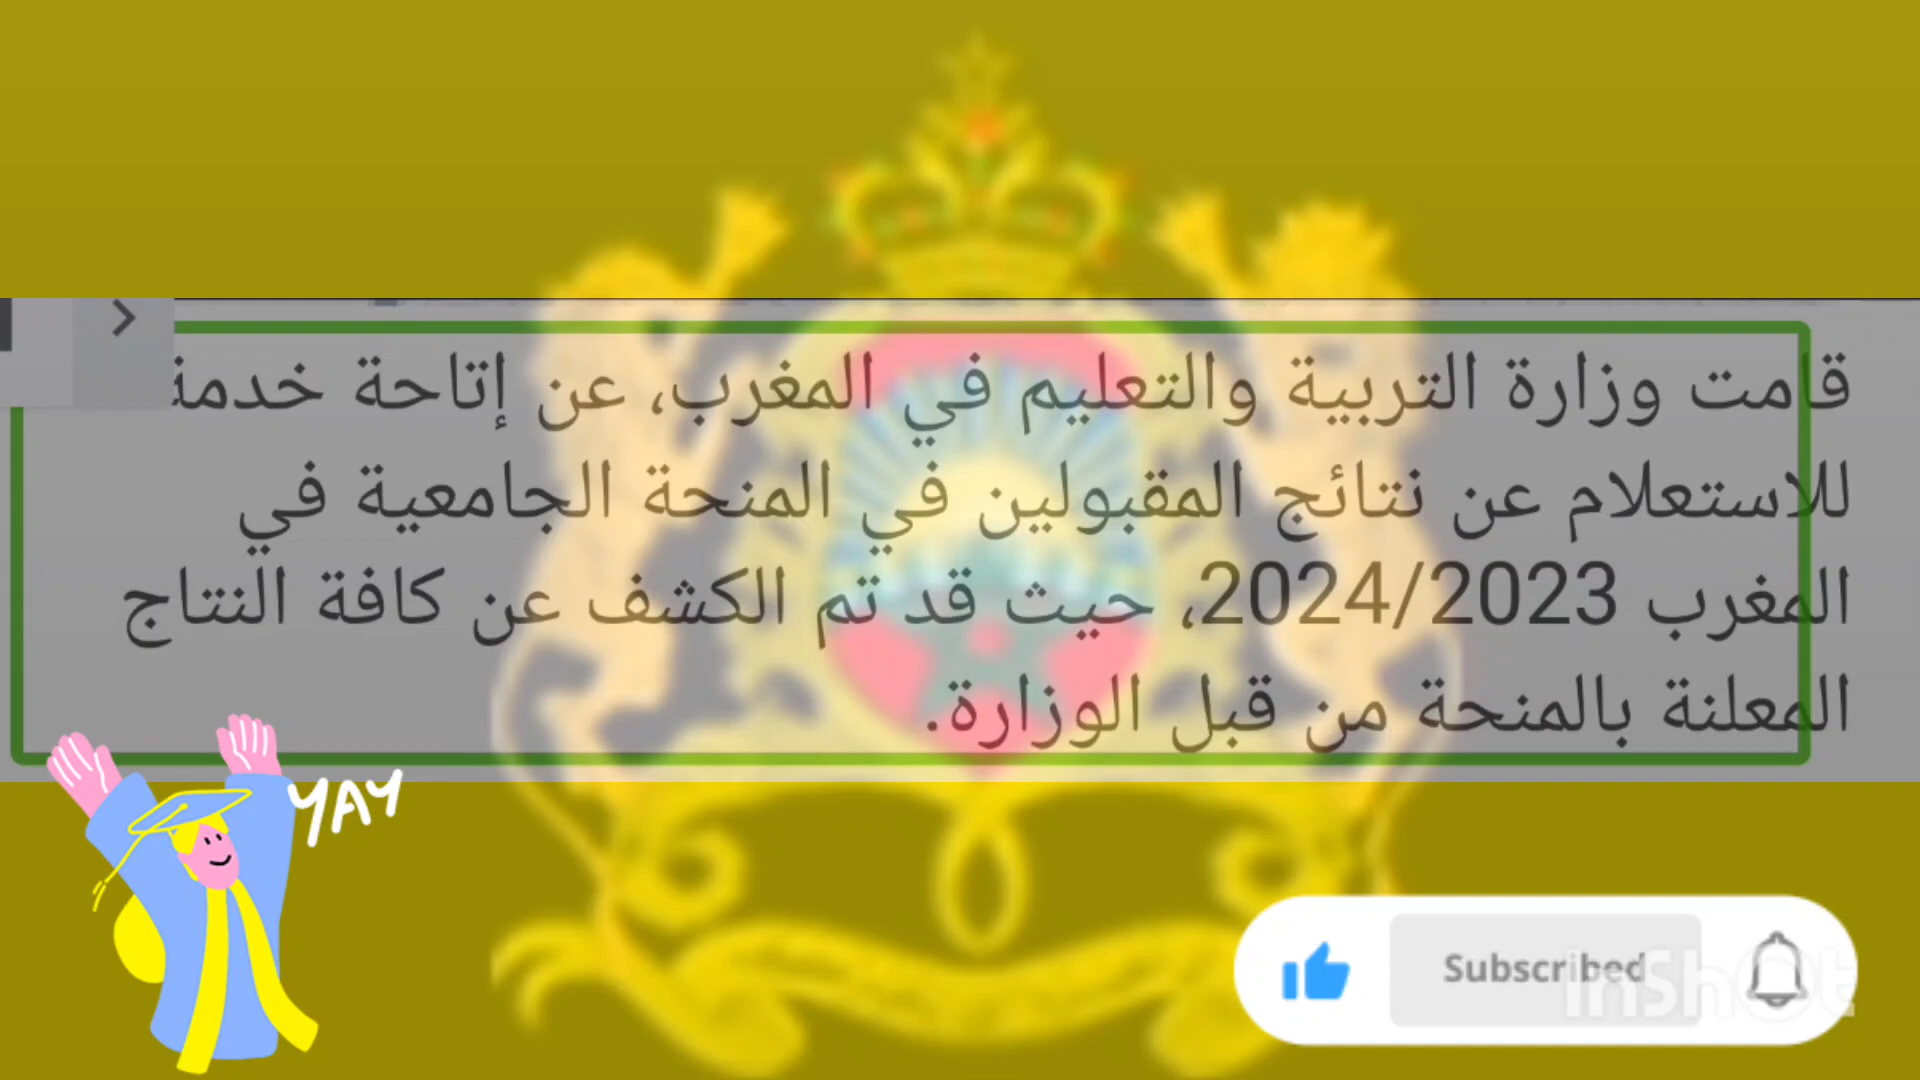 قامت وزارة التربية والتعليم في المغرب، عن إتاحة خدمة
للاستعلام عن نتائج المقبولين في المنحة الجامعية في
المغرب 2024/2023، حيث قد تم الكشف عن كافة النتاج
المعلنة بالمنحة من قبل الوزارة.
YAY
Subscribed
InShOt